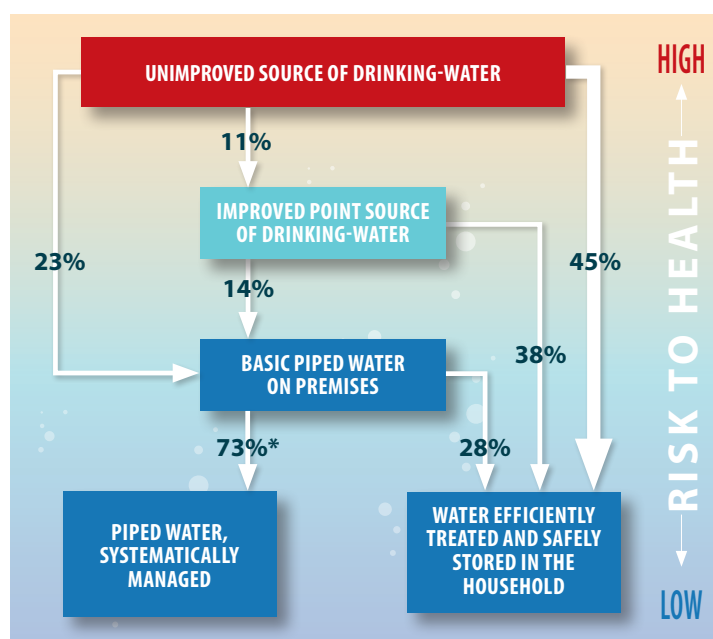 UNIMPROVED SOURCE OF DRINKING-WATER
HIGH
11%
IMPROVED POINT SOURCE
OF DRINKING-WATER
23%
45%
14%
RISK TO HEALTH
38%
BASIC PIPED WATER
ON PREMISES
73%*
28%
PIPED WATER,
SYSTEMATICALLY
MANAGED
WATER EFFICIENTLY
TREATED AND SAFELY
STORED IN THE
HOUSEHOLD
LOW